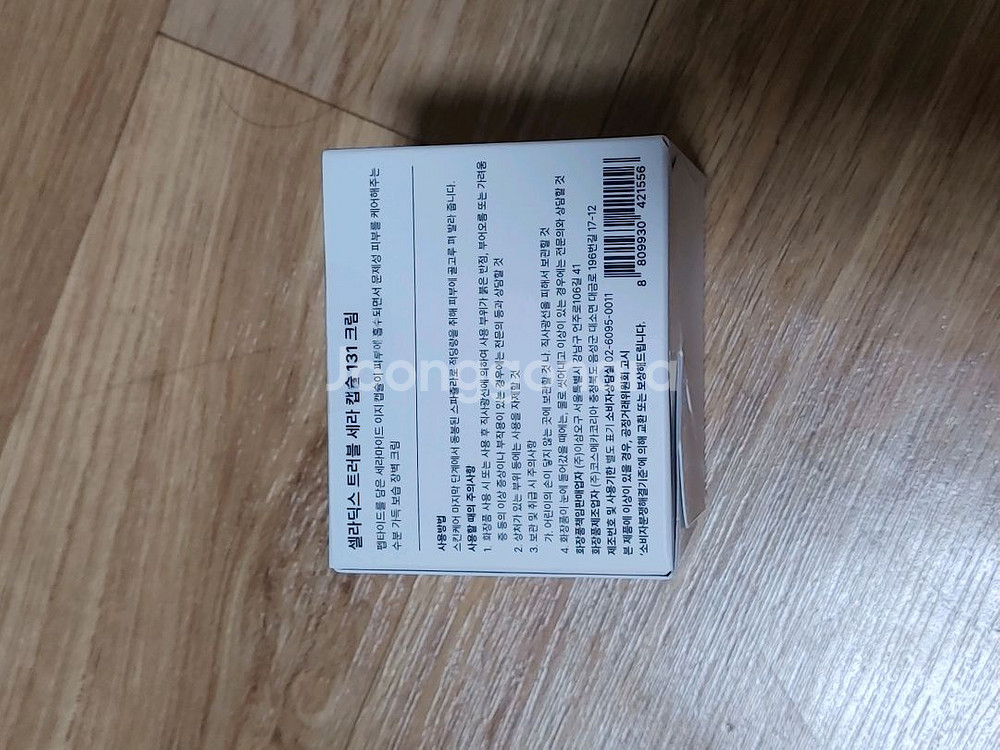 셀라딕스 트러블 세라 캡슐 131 크림
펩타이드를 담은 세라마이드 이지 캡슐이 피부에 흡수되면서 문제성 피부를 케어해주는
수분 가득 보습 장벽 크림
사용방법
스킨케어 마지막 단계에서 동봉된 스파츌라로 적당량을 취해 피부에 골고루 펴 발라 줍니다.
사용할 때의 주의사항
1. 화장품 사용 시 또는 사용 후 직사광선에 의하여 사용 부위가 붉은 반점, 부어오름 또는 가려움
증 등의 이상 증상이나 부작용이 있는 경우에는 전문의 등과 상담할 것
2. 상처가 있는 부위 등에는 사용을 자제할 것
3. 보관 및 취급 시 주의사항
가. 어린이의 손이 닿지 않는 곳에 보관할 것 나. 직사광선을 피해서 보관할 것
4. 화장품이 눈에 들어갔을 때에는, 물로 씻어내고 이상이 있는 경우에는 전문의와 상담할 것
화장품책임판매업자 (주)이상오구 서울특별시 강남구 언주로106길 41
화장품제조업자 (주)코스메카코리아 충청북도 음성군 대소면 대금로 196번길 17-12
제조번호 및 사용기한 별도 표기 소비자상담실 02-6095-0011
본 제품에 이상이 있을 경우, 공정거래위원회 고시
'소비자분쟁해결기준'에 의해 교환 또는 보상해드립니다.
8 809930 421556
Joongna